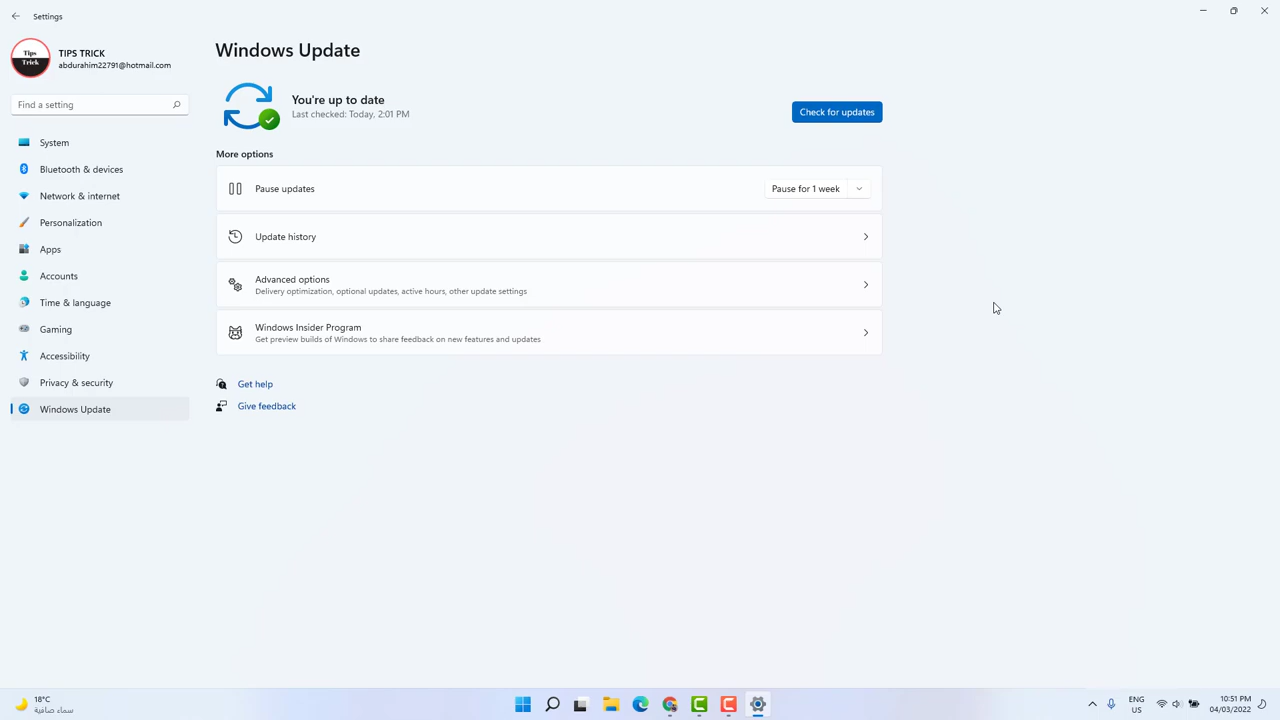 Settings
Tips
Trick
TIPS TRICK
abdurahim22791@hotmail.com
Find a setting
System
Bluetooth & devices
Network & internet
Personalization
Apps
Accounts
Time & language
Gaming
Accessibility
Privacy & security
Windows Update
Windows Update
You're up to date
Last checked: Today, 2:01 PM
Check for updates
More options
Pause updates
Pause for 1 week
Update history
Advanced options
Delivery optimization, optional updates, active hours, other update settings
Windows Insider Program
Get preview builds of Windows to share feedback on new features and updates
Get help
Give feedback
18°C
سماء صافية
ENG
US
10:51 PM
04/03/2022